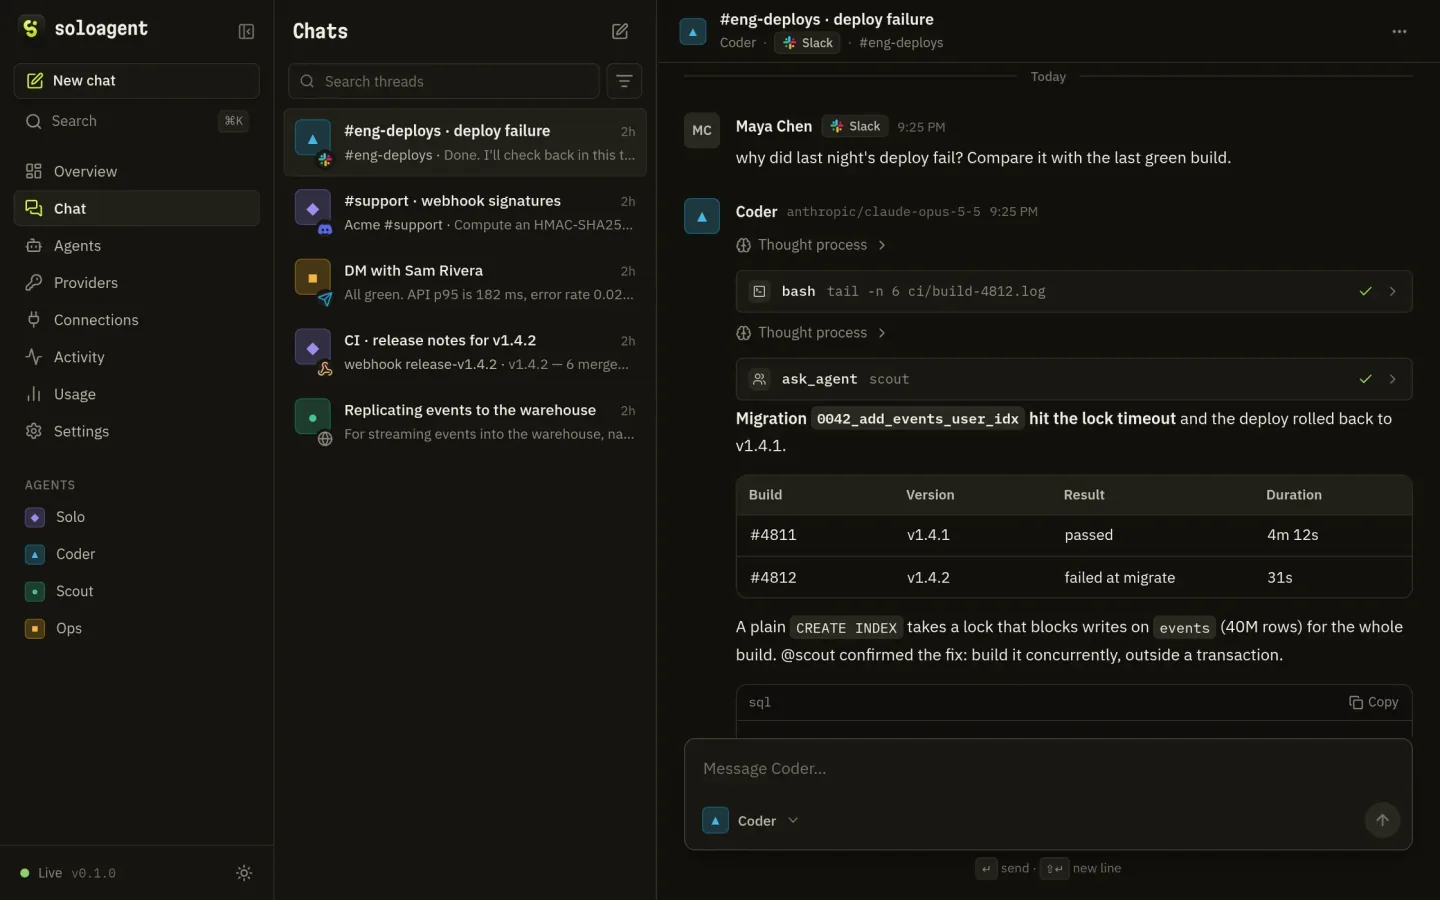 soloagent
New chat
Search ⌘K
Overview
Chat
Agents
Providers
Connections
Activity
Usage
Settings
AGENTS
Solo
Coder
Scout
Ops
Live v0.1.0
Chats
Search threads
#eng-deploys · deploy failure 2h
#eng-deploys · Done. I'll check back in this t...
#support · webhook signatures 2h
Acme #support · Compute an HMAC-SHA25...
DM with Sam Rivera 2h
All green. API p95 is 182 ms, error rate 0.02...
CI · release notes for v1.4.2 2h
webhook release-v1.4.2 · v1.4.2 — 6 merge...
Replicating events to the warehouse 2h
For streaming events into the warehouse, na...
#eng-deploys · deploy failure
Coder · Slack · #eng-deploys
Today
MC Maya Chen Slack 9:25 PM
why did last night's deploy fail? Compare it with the last green build.
Coder anthropic/claude-opus-5-5 9:25 PM
Thought process
bash tail -n 6 ci/build-4812.log
Thought process
ask_agent scout
Migration 0042_add_events_user_idx hit the lock timeout and the deploy rolled back to
v1.4.1.
Build Version Result Duration
#4811 v1.4.1 passed 4m 12s
#4812 v1.4.2 failed at migrate 31s
A plain CREATE INDEX takes a lock that blocks writes on events (40M rows) for the whole
build. @scout confirmed the fix: build it concurrently, outside a transaction.
sql Copy
Message Coder...
Coder
↵ send · ⇧↵ new line